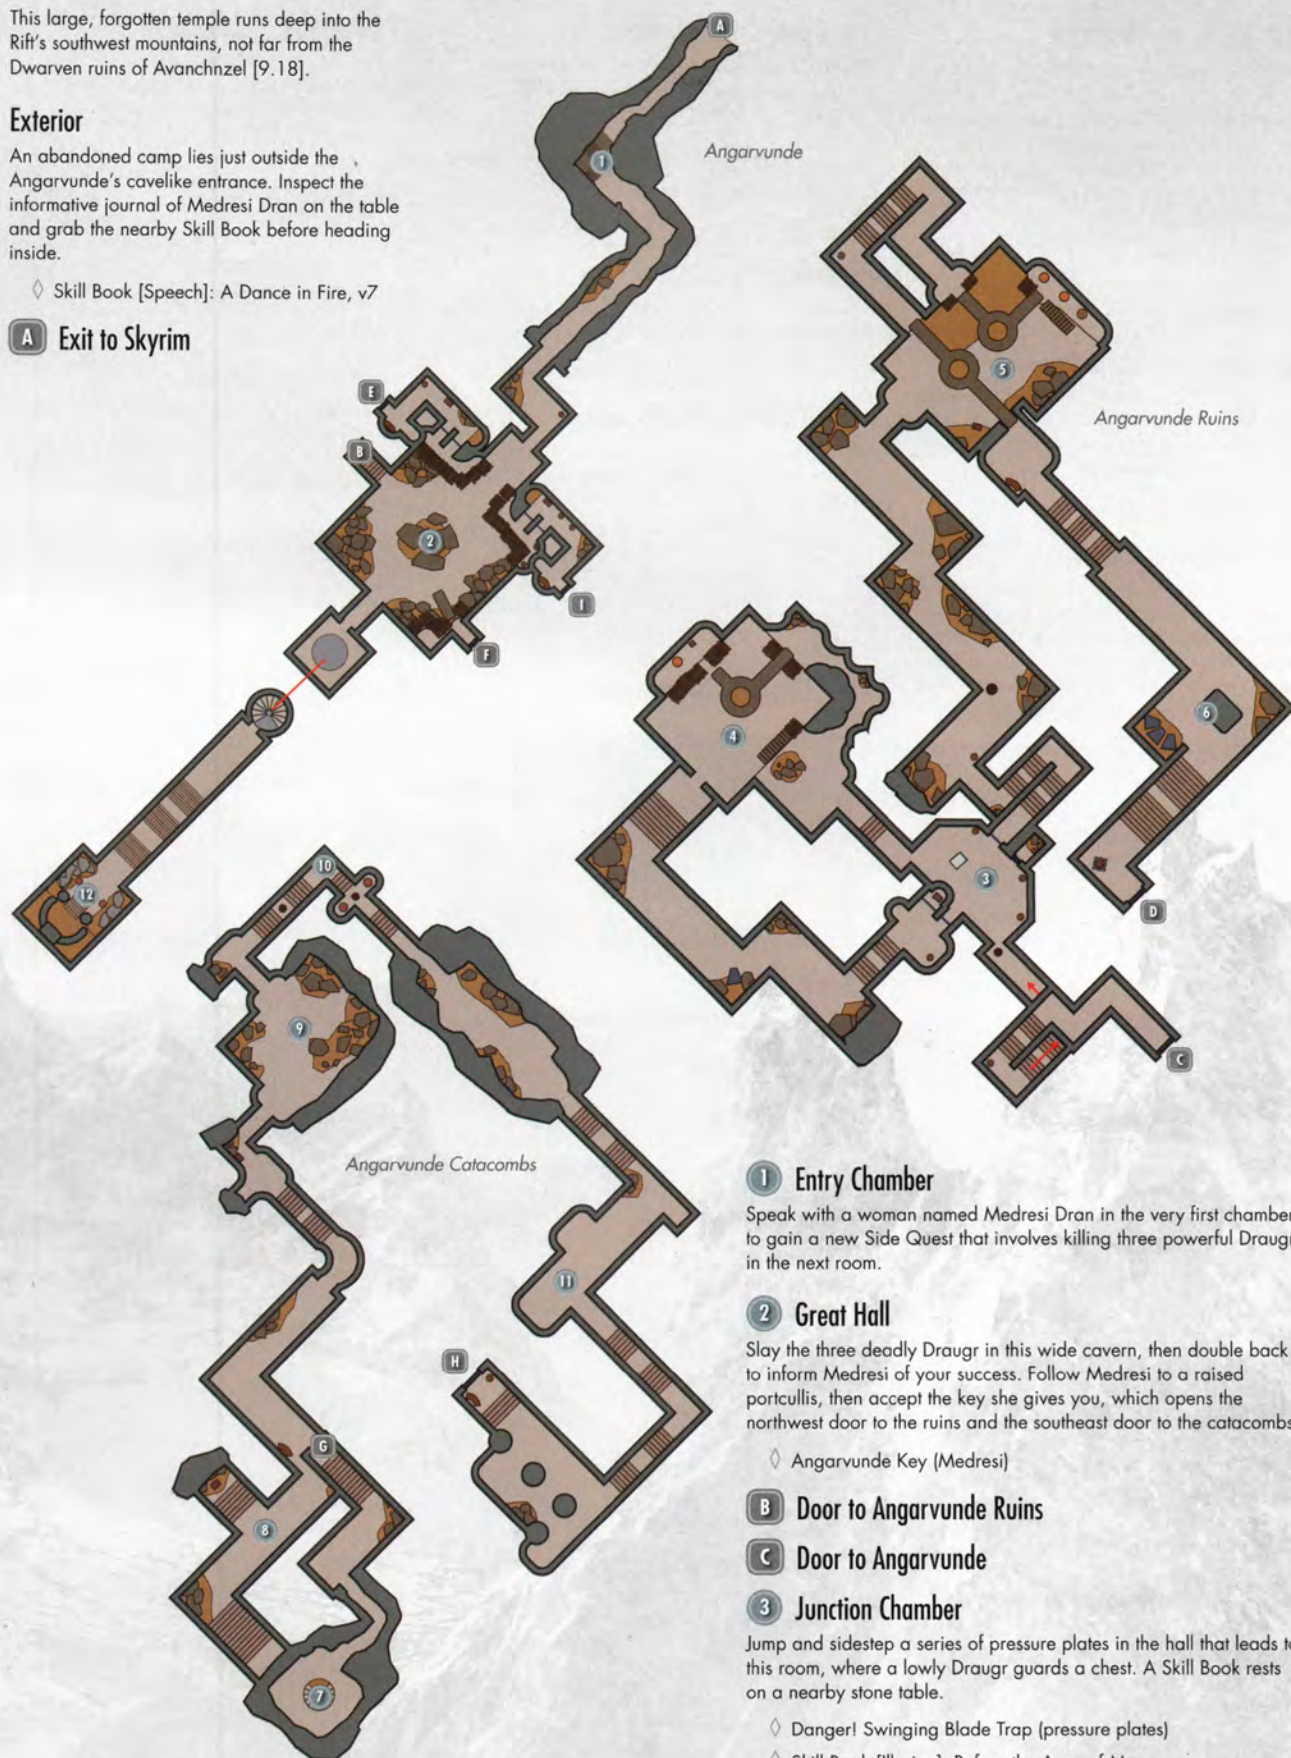 This large, forgotten temple runs deep into the
Rift's southwest mountains, not far from the
Dwarven ruins of Avanchnzel [9.18].
Exterior
An abandoned camp lies just outside the
Angarvunde's cavelike entrance. Inspect the
informative journal of Medresi Dran on the table
and grab the nearby Skill Book before heading
inside.
◊ Skill Book [Speech]: A Dance in Fire, v7
A Exit to Skyrim
A
1
Angarvunde
E
B
2
I
F
12
5
Angarvunde Ruins
6
4
3
D
C
10
9
Angarvunde Catacombs
11
H
G
8
7
1 Entry Chamber
Speak with a woman named Medresi Dran in the very first chamber
to gain a new Side Quest that involves killing three powerful Draugr
in the next room.
2 Great Hall
Slay the three deadly Draugr in this wide cavern, then double back
to inform Medresi of your success. Follow Medresi to a raised
portcullis, then accept the key she gives you, which opens the
northwest door to the ruins and the southeast door to the catacombs
◊ Angarvunde Key (Medresi)
B Door to Angarvunde Ruins
C Door to Angarvunde
3 Junction Chamber
Jump and sidestep a series of pressure plates in the hall that leads to
this room, where a lowly Draugr guards a chest. A Skill Book rests
on a nearby stone table.
◊ Danger! Swinging Blade Trap (pressure plates)